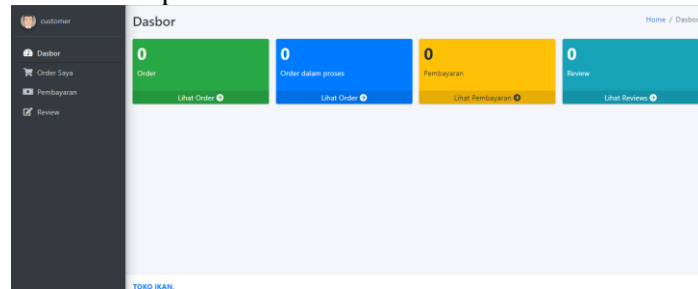 customer
Dasbor
Order Saya
Pembayaran
Review
Dasbor
Home / Dasbor
0
Order
Lihat Order
0
Order dalam proses
Lihat Order
0
Pembayaran
Lihat Pembayaran
0
Review
Lihat Reviews
TOKO IKAN.